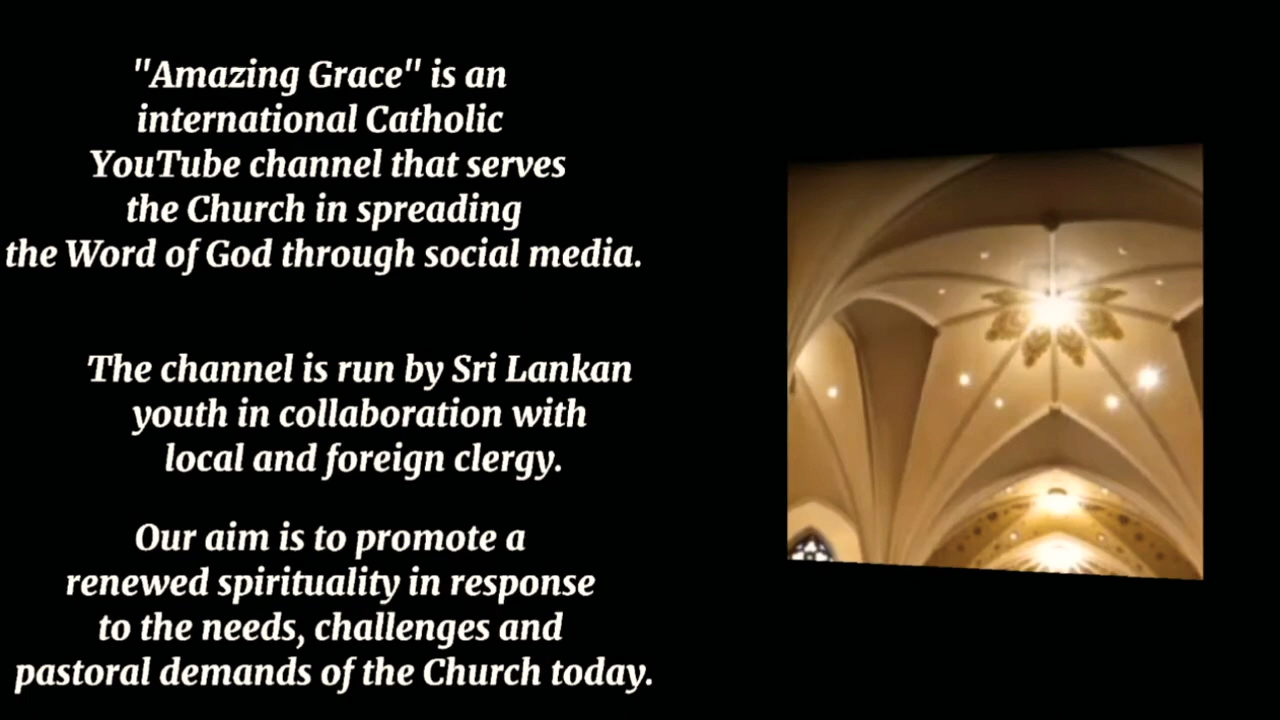 "Amazing Grace" is an
international Catholic
YouTube channel that serves
the Church in spreading
the Word of God through social media.
The channel is run by Sri Lankan
youth in collaboration with
local and foreign clergy.
Our aim is to promote a
renewed spirituality in response
to the needs, challenges and
pastoral demands of the Church today.